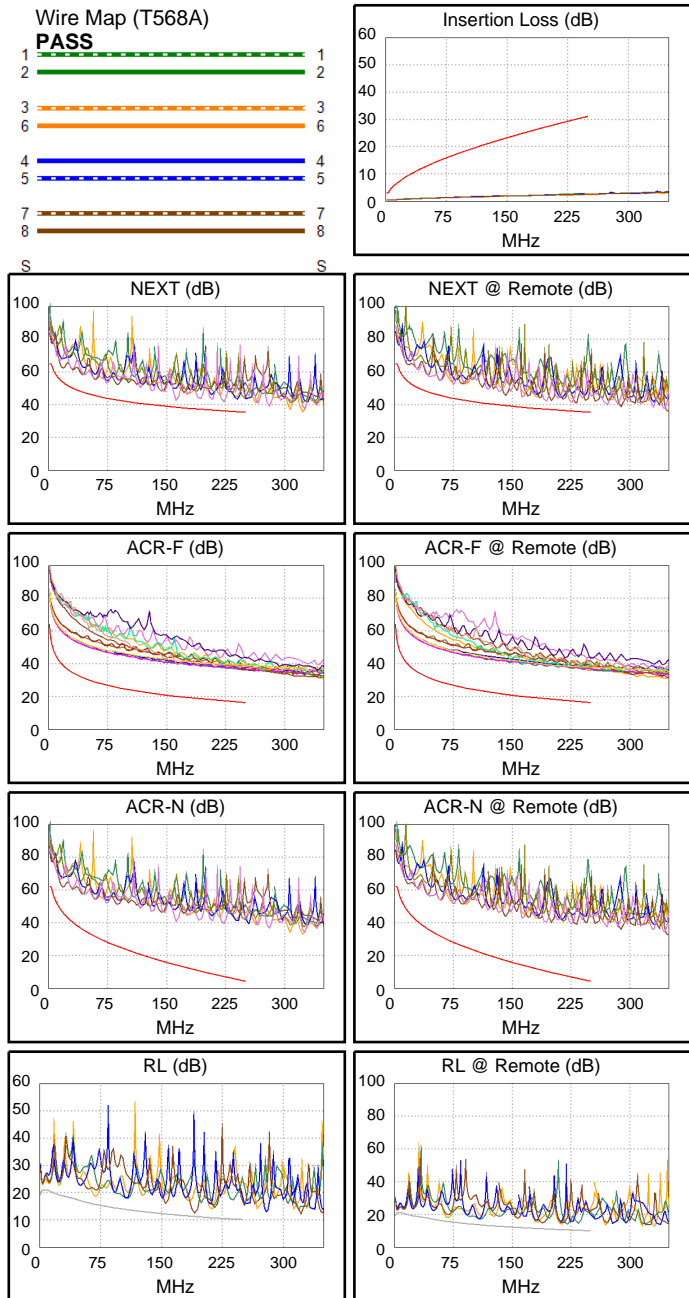 Wire Map (T568A)
PASS
1 1
2 2
3 3
6 6
4 4
5 5
7 7
8 8
S S
Insertion Loss (dB)
60
50
40
30
20
10
0
0 75 150 225 300
MHz
NEXT (dB)
100
80
60
40
20
0
0 75 150 225 300
MHz
NEXT @ Remote (dB)
100
80
60
40
20
0
0 75 150 225 300
MHz
ACR-F (dB)
100
80
60
40
20
0
0 75 150 225 300
MHz
ACR-F @ Remote (dB)
100
80
60
40
20
0
0 75 150 225 300
MHz
ACR-N (dB)
100
80
60
40
20
0
0 75 150 225 300
MHz
ACR-N @ Remote (dB)
100
80
60
40
20
0
0 75 150 225 300
MHz
RL (dB)
60
50
40
30
20
10
0
0 75 150 225 300
MHz
RL @ Remote (dB)
100
80
60
40
20
0
0 75 150 225 300
MHz